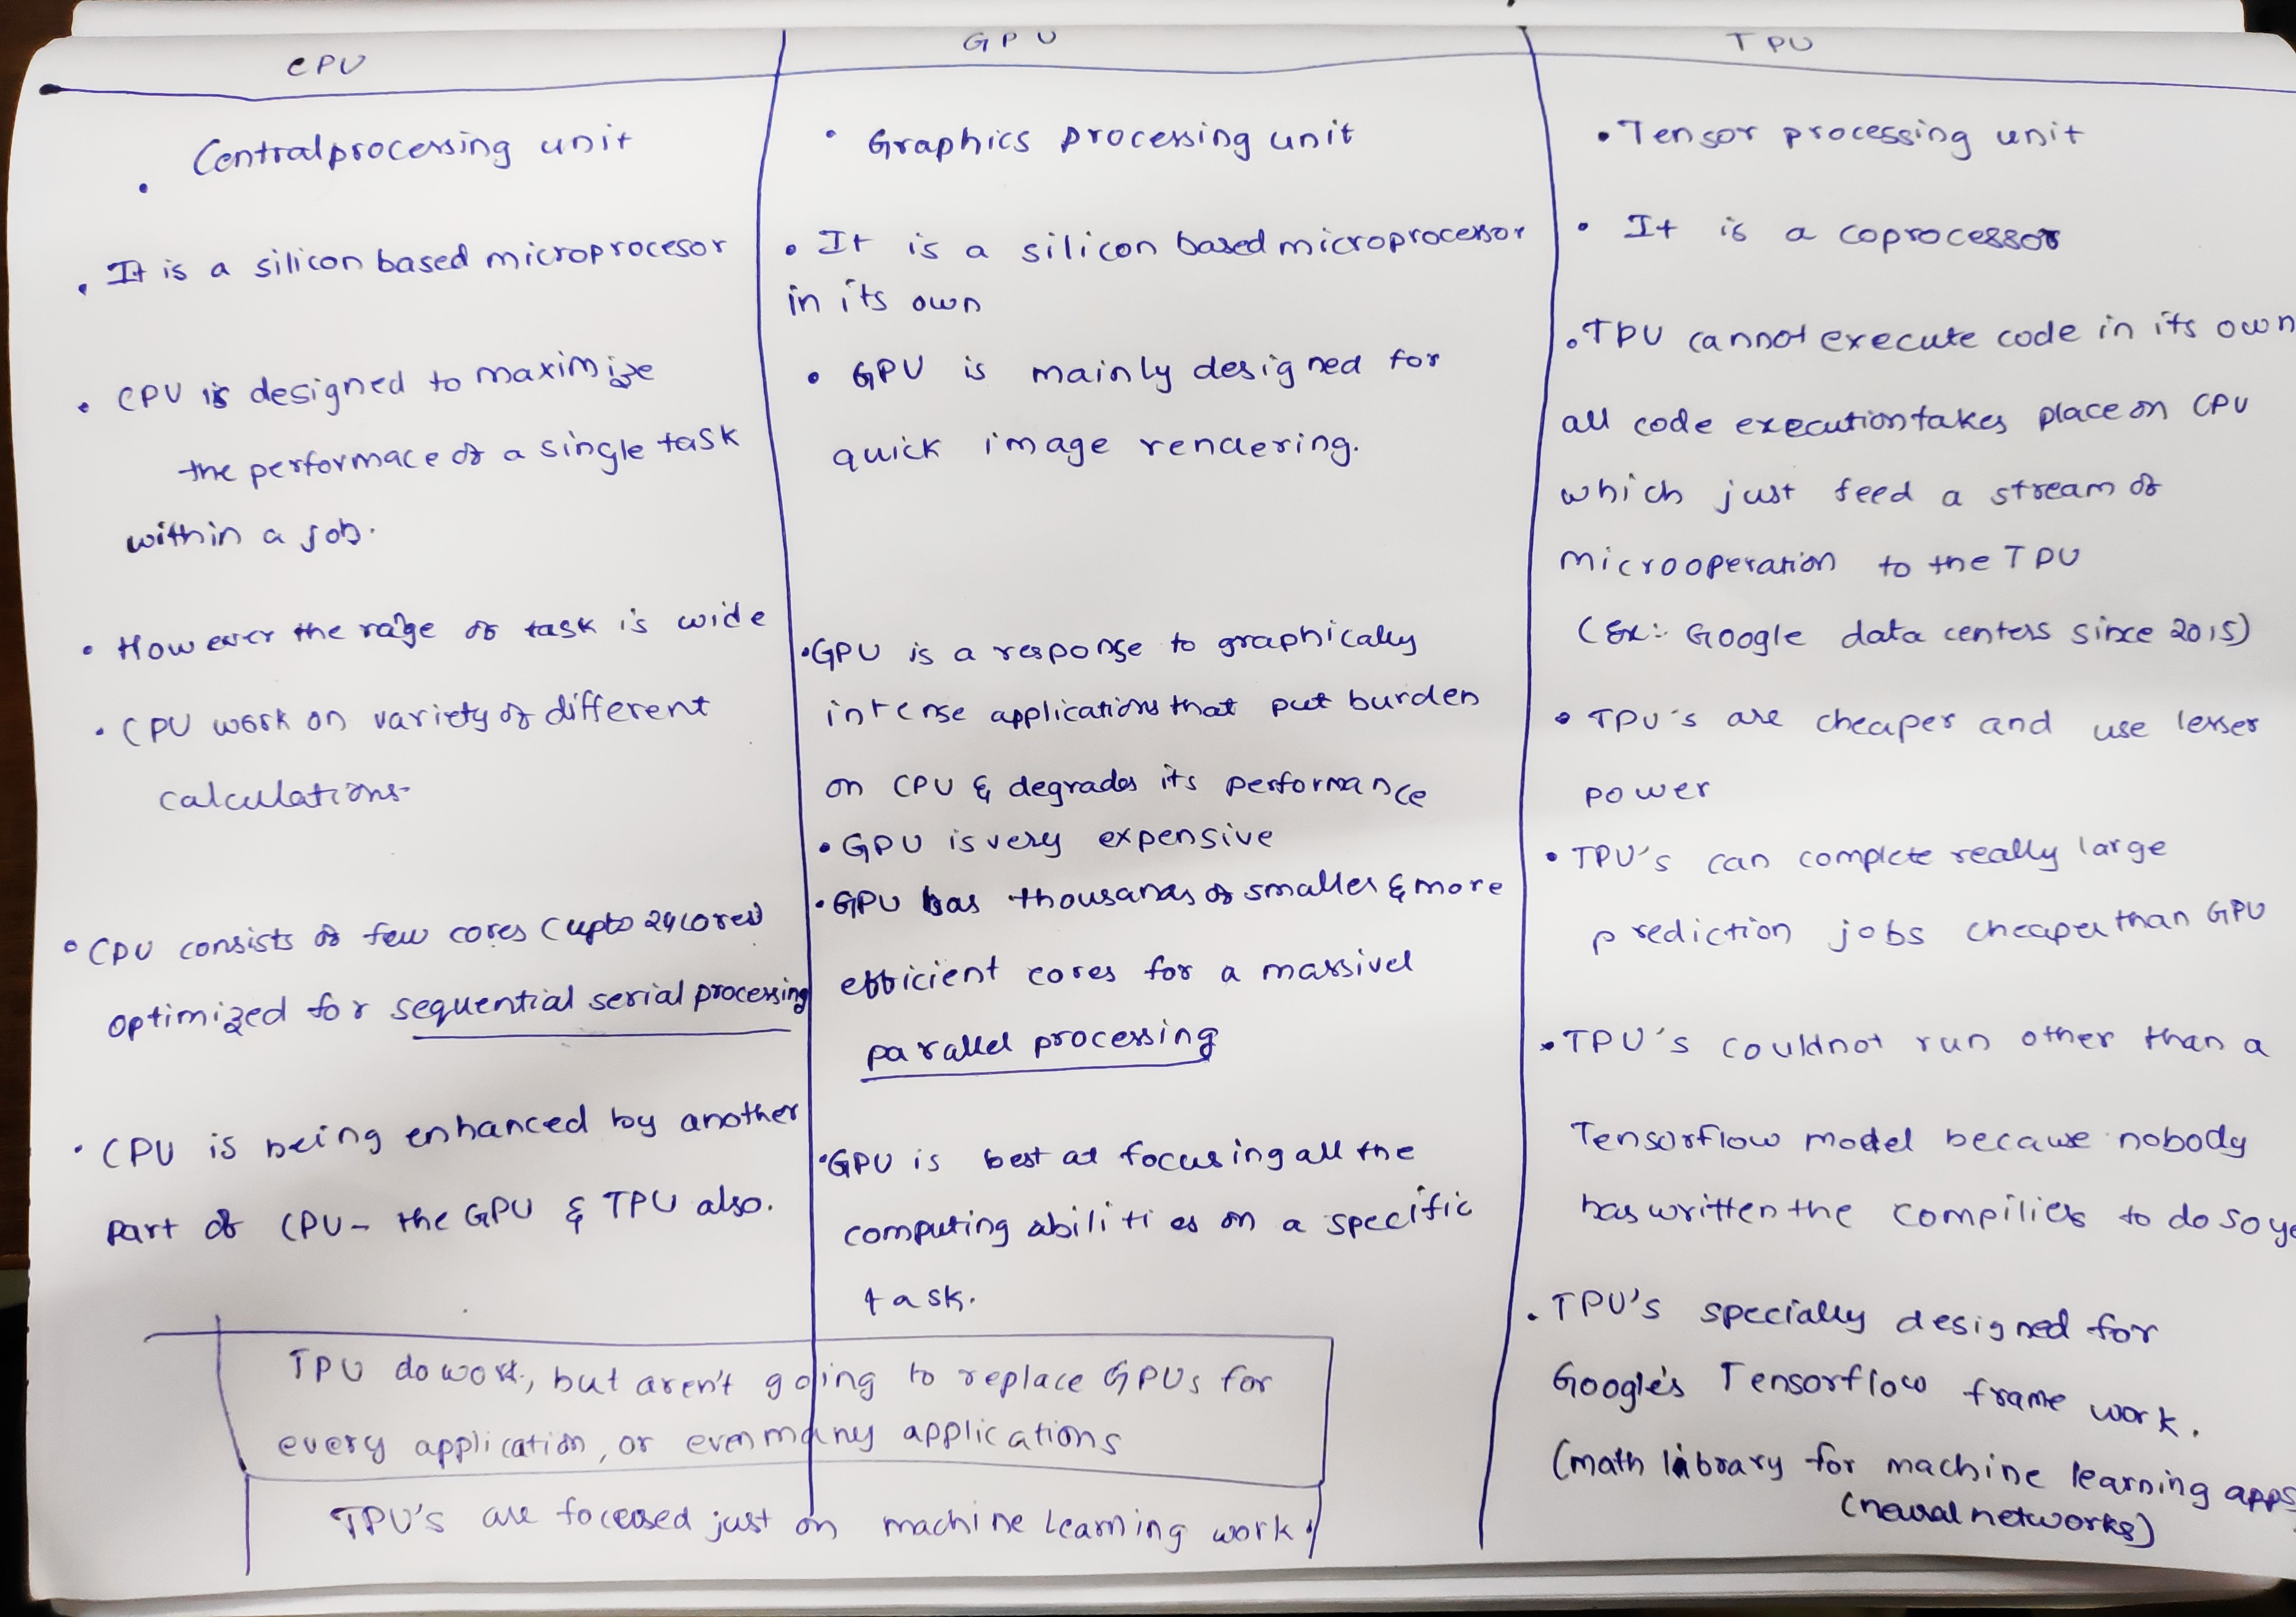 CPU
Centralprocessing unit
• It is a silicon based microprocesor
• CPU is designed to maximize
the performace of a single task
within a job.
• However the range of task is wide
• CPU work on variety of different
calculations.
• CPU consists of few cores (upto 24 cores)
optimized for sequential serial processing
• CPU is being enhanced by another
part of CPU - the GPU & TPU also.
GPU
• Graphics processing unit
• It is a silicon based microprocessor
in its own
• GPU is mainly designed for
quick image rendering.
• GPU is a response to graphically
intense applications that put burden
on CPU & degrades its performance
• GPU is very expensive
• GPU has thousands of smaller & more
efficient cores for a massivel
parallel processing
• GPU is best at focusing all the
computing abilities on a specific
task.
TPU
• Tensor processing unit
• It is a coprocessor
• TPU cannot execute code in its own
all code execution takes place on CPU
which just feed a stream of
microoperation to the TPU
(Ex:- Google data centers since 2015)
• TPU's are cheaper and use lesser
power
• TPU's can complete really large
prediction jobs cheaper than GPU
• TPU's couldnot run other than a
Tensorflow model because nobody
has written the compiliers to do so ye
• TPU's specially designed for
Google's Tensorflow frame work.
(math library for machine learning apps
(neural networks)
TPU do work, but aren't going to replace GPUs for
every application, or even many applications
TPU's are focused just on machine learning work!